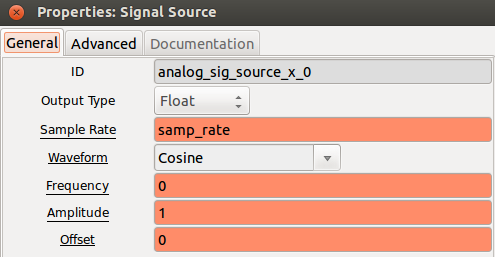 Properties: Signal Source
General Advanced Documentation
ID analog_sig_source_x_0
Output Type Float
Sample Rate samp_rate
Waveform Cosine
Frequency 0
Amplitude 1
Offset 0